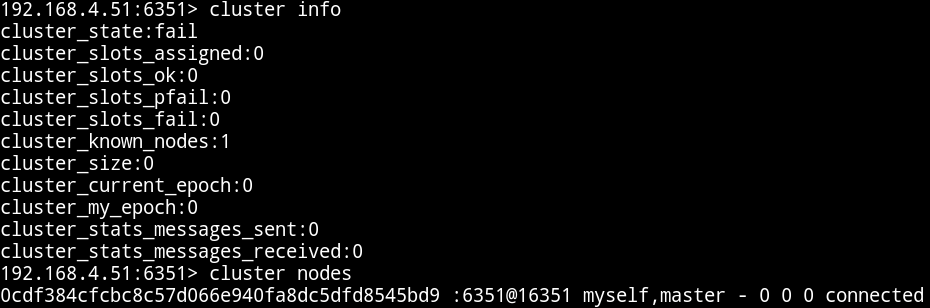 192.168.4.51:6351> cluster info
cluster_state:fail
cluster_slots_assigned:0
cluster_slots_ok:0
cluster_slots_pfail:0
cluster_slots_fail:0
cluster_known_nodes:1
cluster_size:0
cluster_current_epoch:0
cluster_my_epoch:0
cluster_stats_messages_sent:0
cluster_stats_messages_received:0
192.168.4.51:6351> cluster nodes
0cdf384cfcbc8c57d066e940fa8dc5dfd8545bd9 :6351@16351 myself,master - 0 0 0 connected